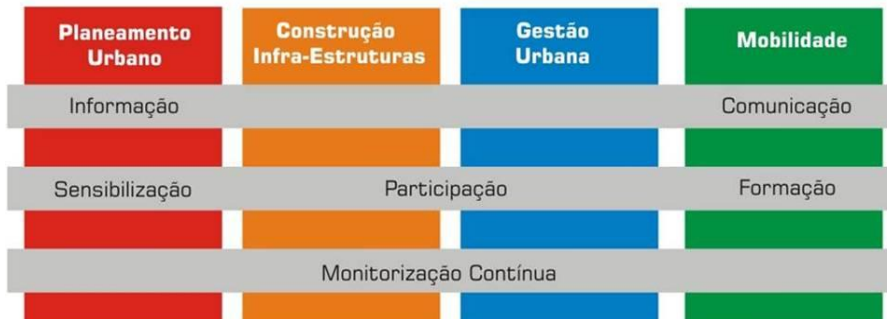 Planeamento
Urbano
Construção
Infra-Estruturas
Gestão
Urbana
Mobilidade
Informação
Comunicação
Sensibilização
Participação
Formação
Monitorização Contínua